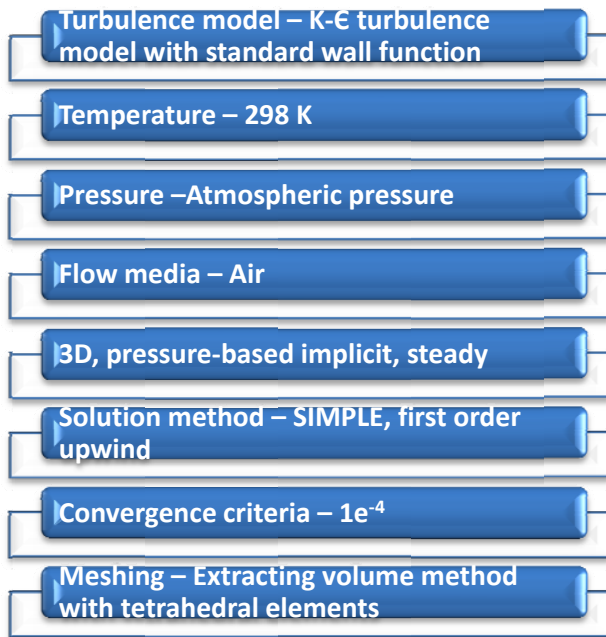 Turbulence model – K-Є turbulence
model with standard wall function
Temperature – 298 K
Pressure –Atmospheric pressure
Flow media – Air
3D, pressure-based implicit, steady
Solution method – SIMPLE, first order
upwind
Convergence criteria – 1e⁻⁴
Meshing – Extracting volume method
with tetrahedral elements